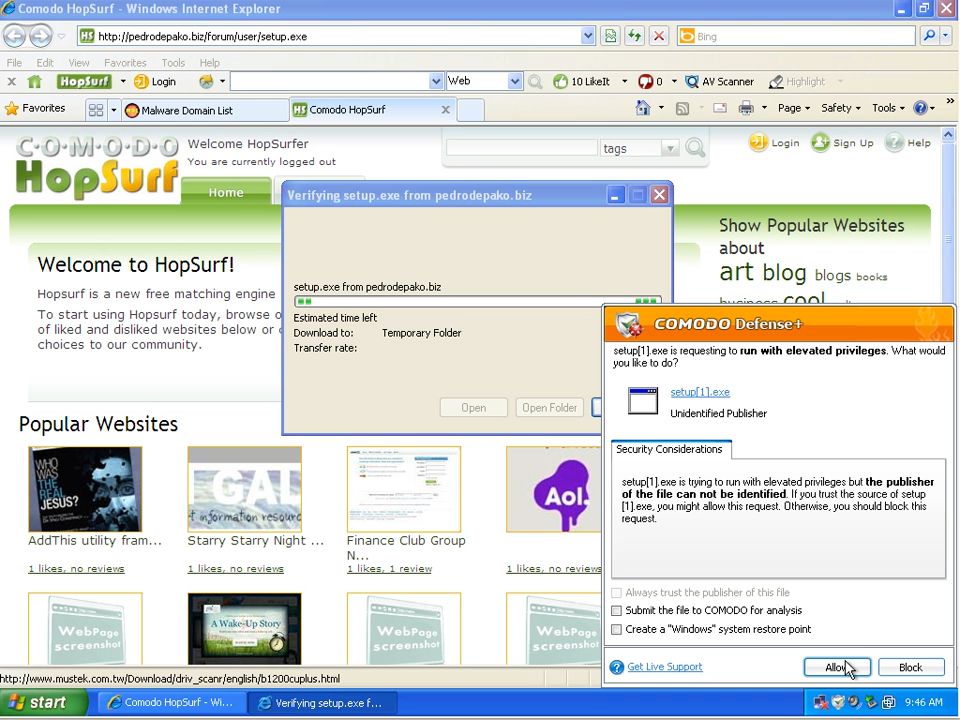 Comodo HopSurf - Windows Internet Explorer
HS http://pedrodepako.biz/forum/user/setup.exe
Bing
File Edit View Favorites Tools Help
HopSurf Login Web 10 LikeIt 0 AV Scanner Highlight
Favorites Malware Domain List HS Comodo HopSurf Page Safety Tools
C·O·M·O·D·O
HopSurf
Welcome HopSurfer
You are currently logged out
Home
tags
Login Sign Up Help
Welcome to HopSurf!
Hopsurf is a new free matching engine
To start using Hopsurf today, browse o
of liked and disliked websites below or
choices to our community.
Show Popular Websites
about
art blog blogs books
business cool
Verifying setup.exe from pedrodepako.biz
setup.exe from pedrodepako.biz
Estimated time left
Download to: Temporary Folder
Transfer rate:
Open Open Folder
COMODO Defense+
setup[1].exe is requesting to run with elevated privileges. What would
you like to do?
setup[1].exe
Unidentified Publisher
Security Considerations
setup[1].exe is trying to run with elevated privileges but the publisher
of the file can not be identified. If you trust the source of setup
[1].exe, you might allow this request. Otherwise, you should block this
request.
Always trust the publisher of this file
Submit the file to COMODO for analysis
Create a "Windows" system restore point
Get Live Support Allow Block
Popular Websites
WHO
WAS
THE
REAL
JESUS?
GAL
t information resourc
Aol.
AddThis utility fram... Starry Starry Night ... Finance Club Group
N...
1 likes, no reviews 1 likes, no reviews 1 likes, 1 review 1 likes, no reviews
WebPage
screenshot
A Wake-Up Story
WebPage
screenshot
WebPage
screenshot
http://www.mustek.com.tw/Download/driv_scanr/english/b1200cuplus.html
start Comodo HopSurf - Wi... Verifying setup.exe f... 9:46 AM